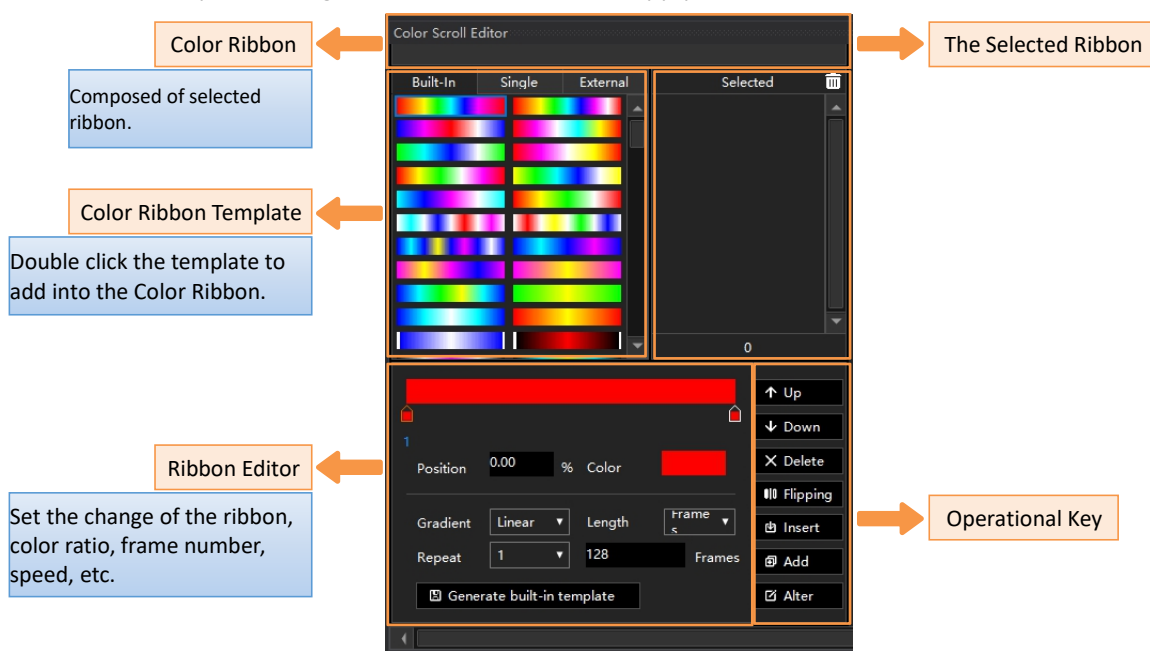 Color Ribbon
Color Scroll Editor
The Selected Ribbon
Composed of selected
ribbon.
Built-In
Single
External
Selected
Color Ribbon Template
Double click the template to
add into the Color Ribbon.
0
Up
Down
Delete
Flipping
Insert
Add
Alter
1
Position
0.00
%
Color
Ribbon Editor
Set the change of the ribbon,
color ratio, frame number,
speed, etc.
Gradient
Linear
Length
Frame
s
Repeat
1
128
Frames
Generate built-in template
Operational Key